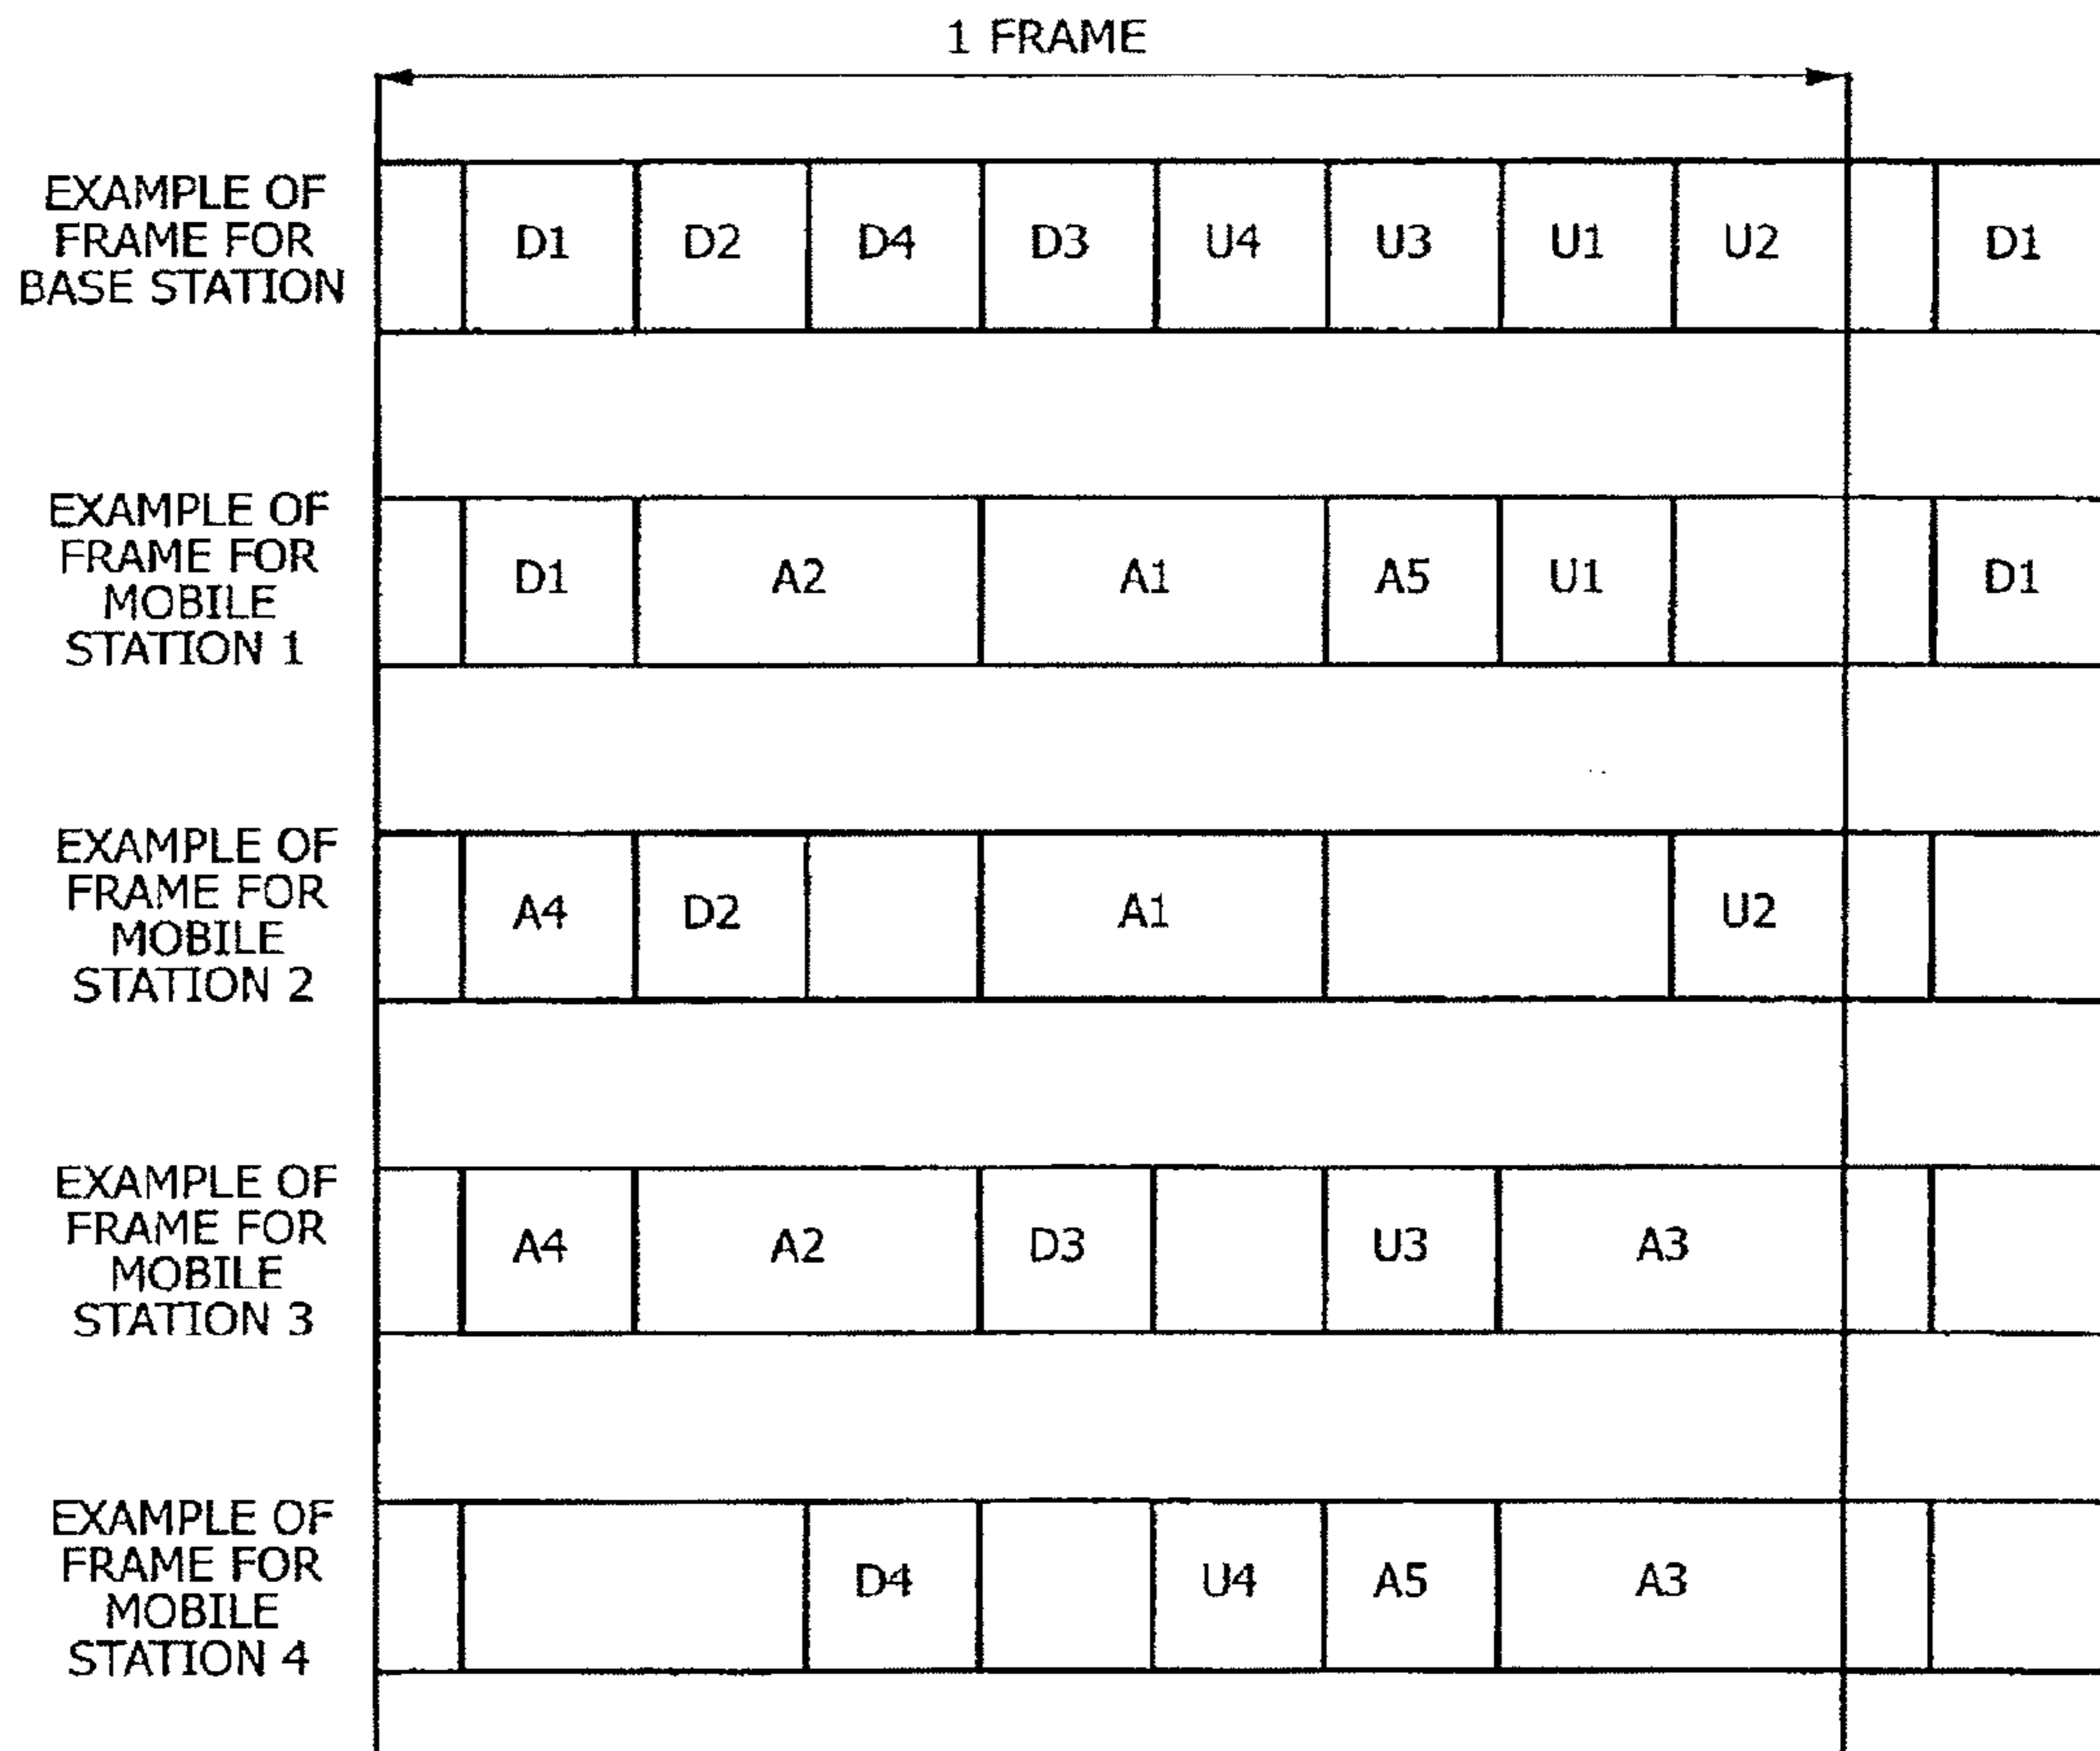 1 FRAME
EXAMPLE OF
FRAME FOR
BASE STATION
D1 D2 D4 D3 U4 U3 U1 U2 D1
EXAMPLE OF
FRAME FOR
MOBILE
STATION 1
D1 A2 A1 A5 U1 D1
EXAMPLE OF
FRAME FOR
MOBILE
STATION 2
A4 D2 A1 U2
EXAMPLE OF
FRAME FOR
MOBILE
STATION 3
A4 A2 D3 U3 A3
EXAMPLE OF
FRAME FOR
MOBILE
STATION 4
D4 U4 A5 A3